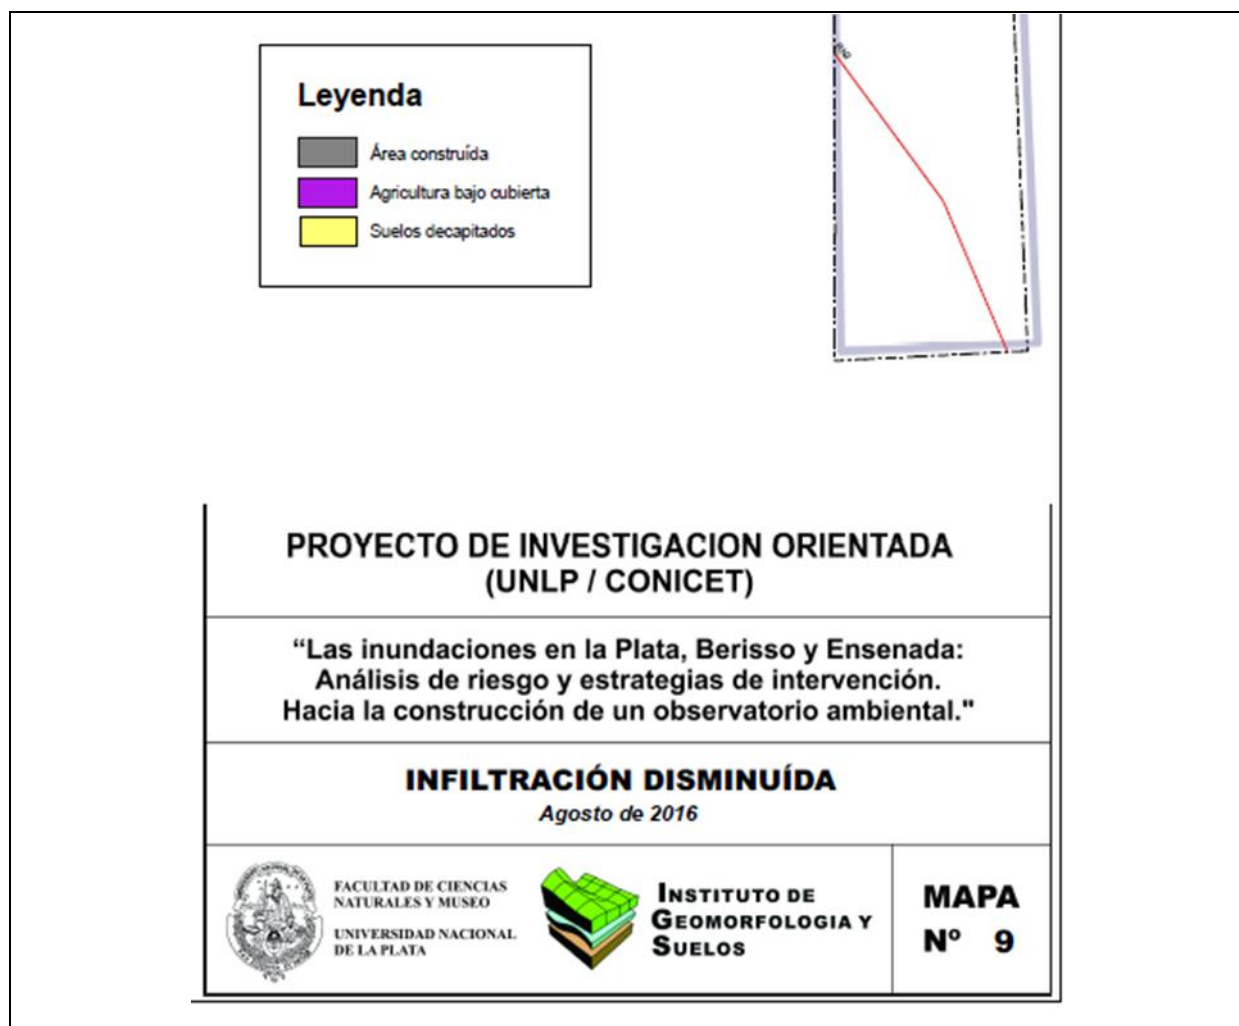 Leyenda
Área construída
Agricultura bajo cubierta
Suelos decapitados
PROYECTO DE INVESTIGACION ORIENTADA
(UNLP / CONICET)
“Las inundaciones en la Plata, Berisso y Ensenada:
Análisis de riesgo y estrategias de intervención.
Hacia la construcción de un observatorio ambiental."
INFILTRACIÓN DISMINUÍDA
Agosto de 2016
FACULTAD DE CIENCIAS
NATURALES Y MUSEO
UNIVERSIDAD NACIONAL
DE LA PLATA
INSTITUTO DE
GEOMORFOLOGIA Y
SUELOS
MAPA
Nº 9